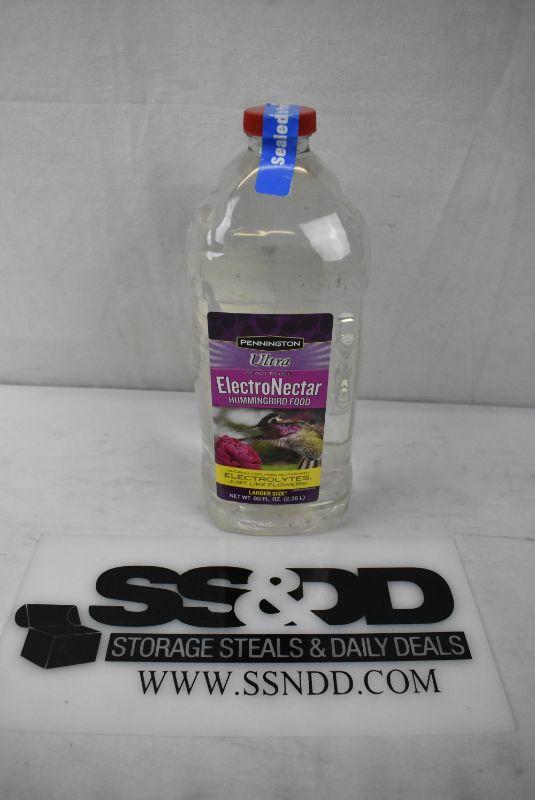 Sealed
PENNINGTON
Ultra
READY TO USE
ElectroNectar
HUMMINGBIRD FOOD
ELECTROLYTES,
JUST LIKE FLOWERS!
LARGER SIZE*
NET WT. 80 FL. OZ. (2.36 L)
SS&DD
STORAGE STEALS & DAILY DEALS
WWW.SSNDD.COM